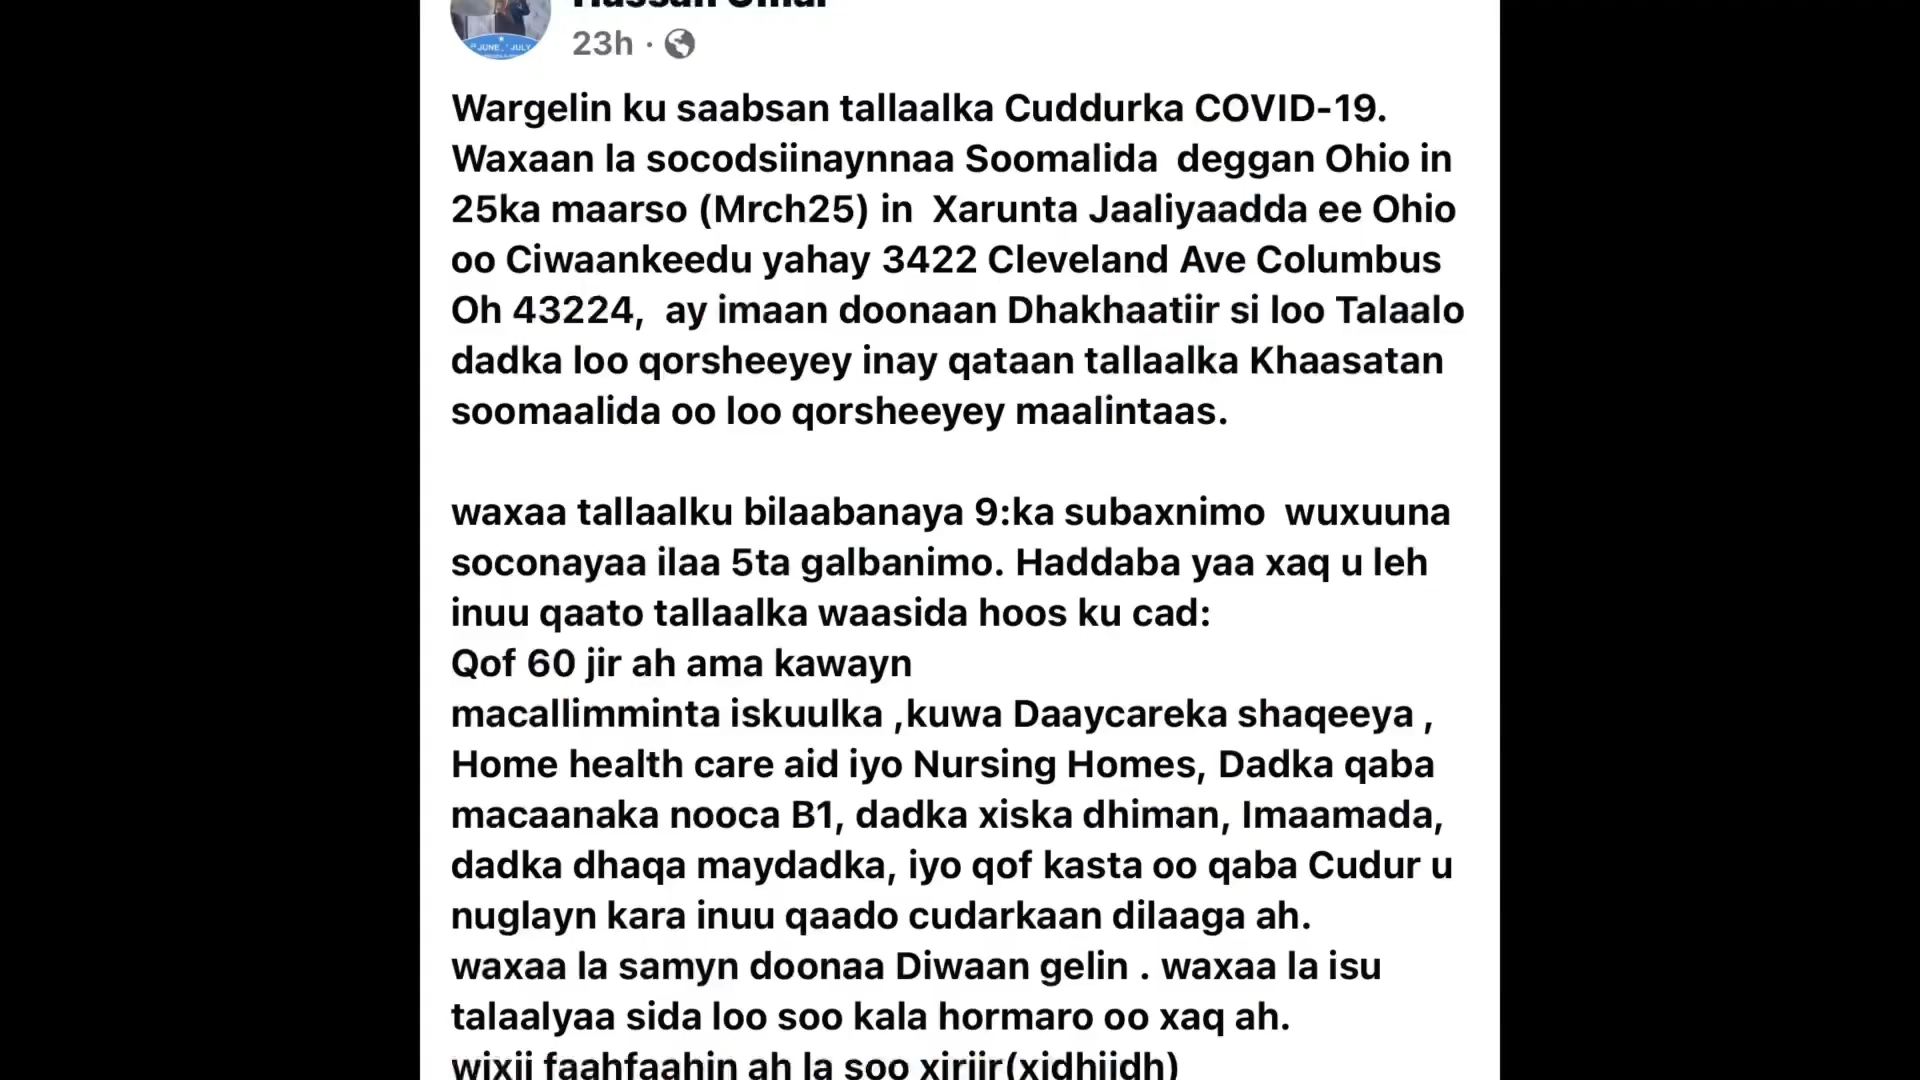 23h ·
Wargelin ku saabsan tallaalka Cuddurka COVID-19.
Waxaan la socodsiinaynnaa Soomalida deggan Ohio in
25ka maarso (Mrch25) in Xarunta Jaaliyaadda ee Ohio
oo Ciwaankeedu yahay 3422 Cleveland Ave Columbus
Oh 43224, ay imaan doonaan Dhakhaatiir si loo Talaalo
dadka loo qorsheeyey inay qataan tallaalka Khaasatan
soomaalida oo loo qorsheeyey maalintaas.
waxaa tallaalku bilaabanaya 9:ka subaxnimo wuxuuna
soconayaa ilaa 5ta galbanimo. Haddaba yaa xaq u leh
inuu qaato tallaalka waasida hoos ku cad:
Qof 60 jir ah ama kawayn
macallimminta iskuulka ,kuwa Daaycareka shaqeeya ,
Home health care aid iyo Nursing Homes, Dadka qaba
macaanaka nooca B1, dadka xiska dhiman, Imaamada,
dadka dhaqa maydadka, iyo qof kasta oo qaba Cudur u
nuglayn kara inuu qaado cudarkaan dilaaga ah.
waxaa la samyn doonaa Diwaan gelin . waxaa la isu
talaalyaa sida loo soo kala hormaro oo xaq ah.
wixii faahfaahin ah la soo xiriir(xidhiidh)